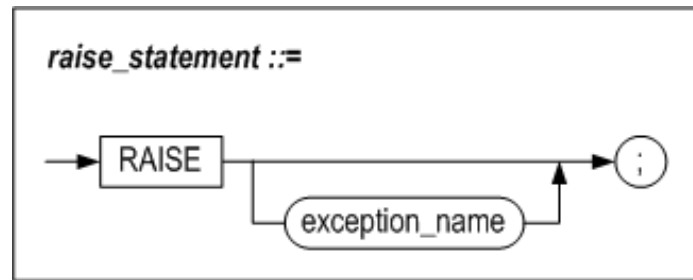 raise_statement ::=
RAISE
;
exception_name